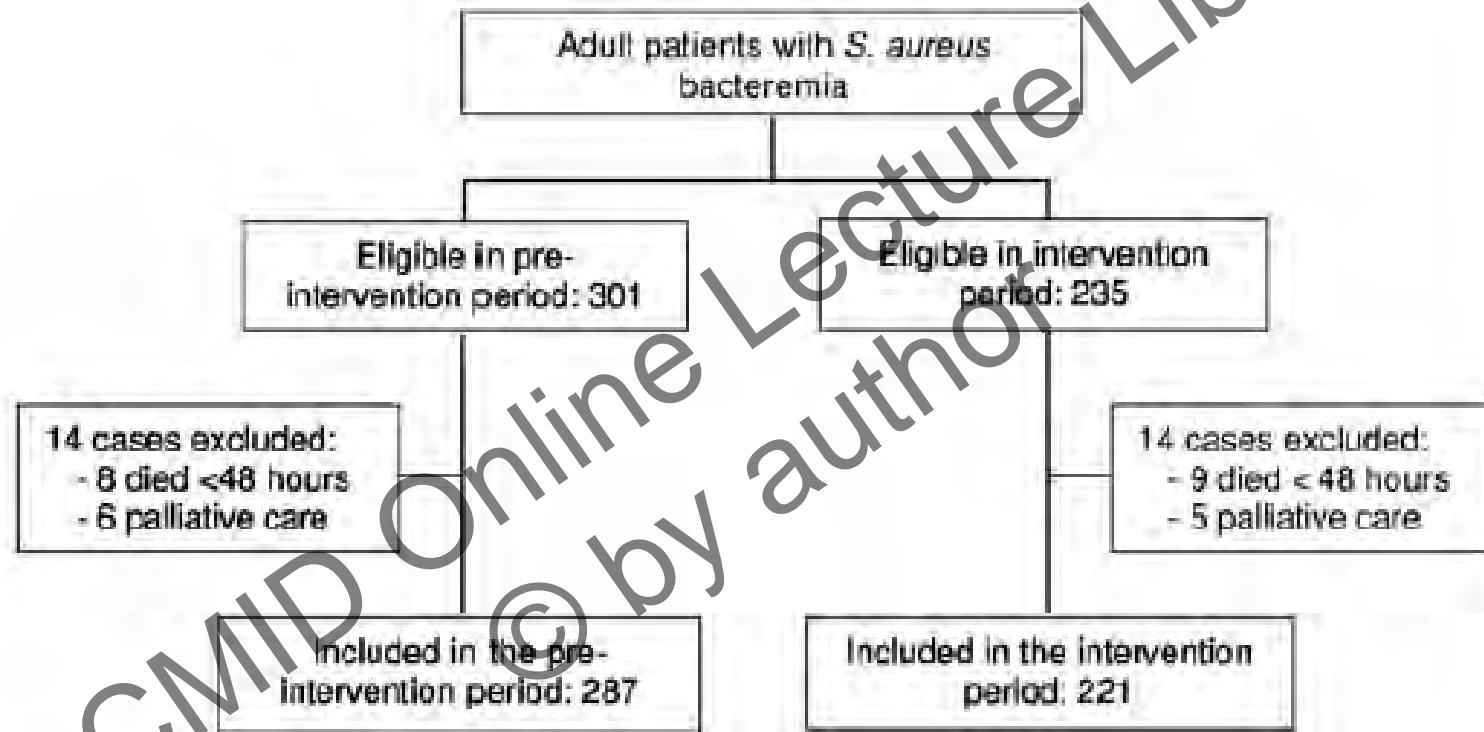 Adult patients with S. aureus
bacteremia
Eligible in pre-
intervention period: 301
Eligible in intervention
period: 235
14 cases excluded:
- 8 died <48 hours
- 6 palliative care
14 cases excluded:
- 9 died < 48 hours
- 5 palliative care
Included in the pre-
intervention period: 287
Included in the intervention
period: 221
CMID Online Lecture Lib
© by author